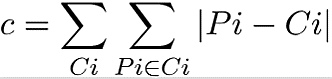 c = ∑_{Ci} ∑_{Pi∈Ci} |Pi − Ci|